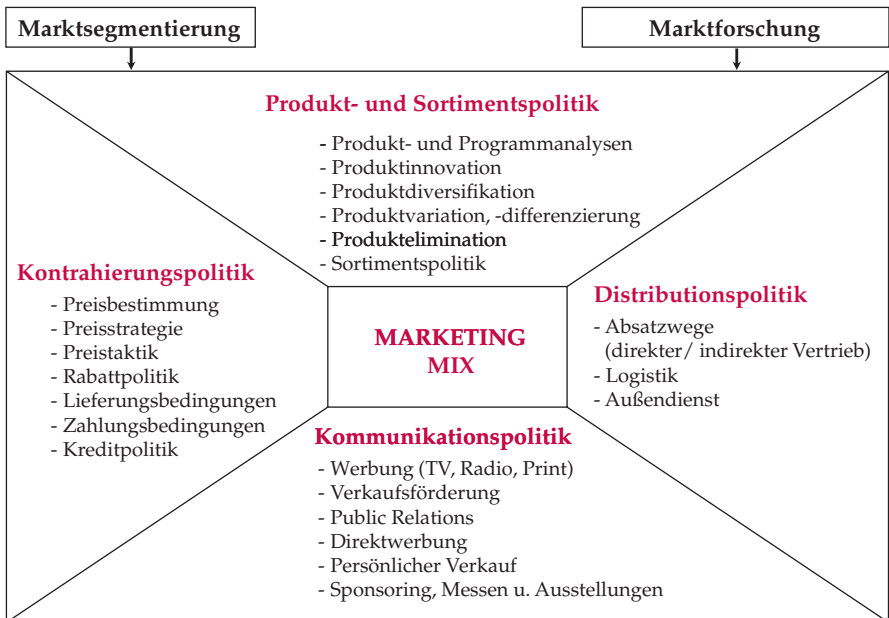 Marktsegmentierung
Marktforschung
Produkt- und Sortimentspolitik
- Produkt- und Programmanalysen
- Produktinnovation
- Produktdiversifikation
- Produktvariation, -differenzierung
- Produktelimination
- Sortimentspolitik
Kontrahierungspolitik
- Preisbestimmung
- Preisstrategie
- Preistaktik
- Rabattpolitik
- Lieferungsbedingungen
- Zahlungsbedingungen
- Kreditpolitik
MARKETING
MIX
Distributionspolitik
- Absatzwege
(direkter/ indirekter Vertrieb)
- Logistik
- Außendienst
Kommunikationspolitik
- Werbung (TV, Radio, Print)
- Verkaufsförderung
- Public Relations
- Direktwerbung
- Persönlicher Verkauf
- Sponsoring, Messen u. Ausstellungen